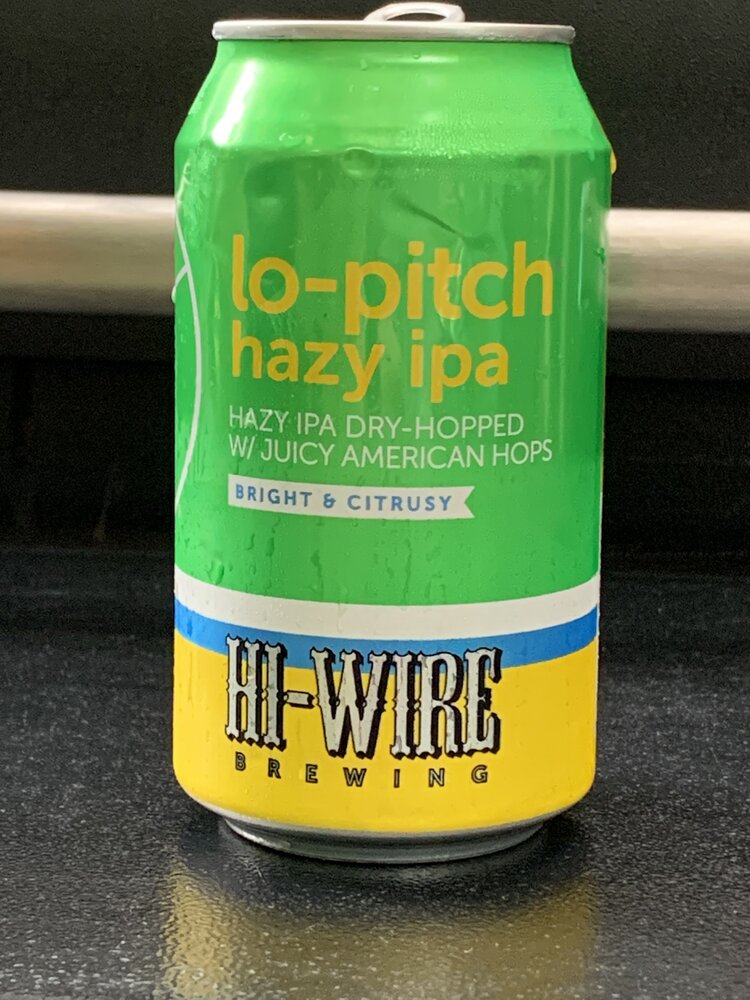 lo-pitch
hazy ipa
HAZY IPA DRY-HOPPED
W/ JUICY AMERICAN HOPS
BRIGHT & CITRUSY
HI-WIRE
BREWING